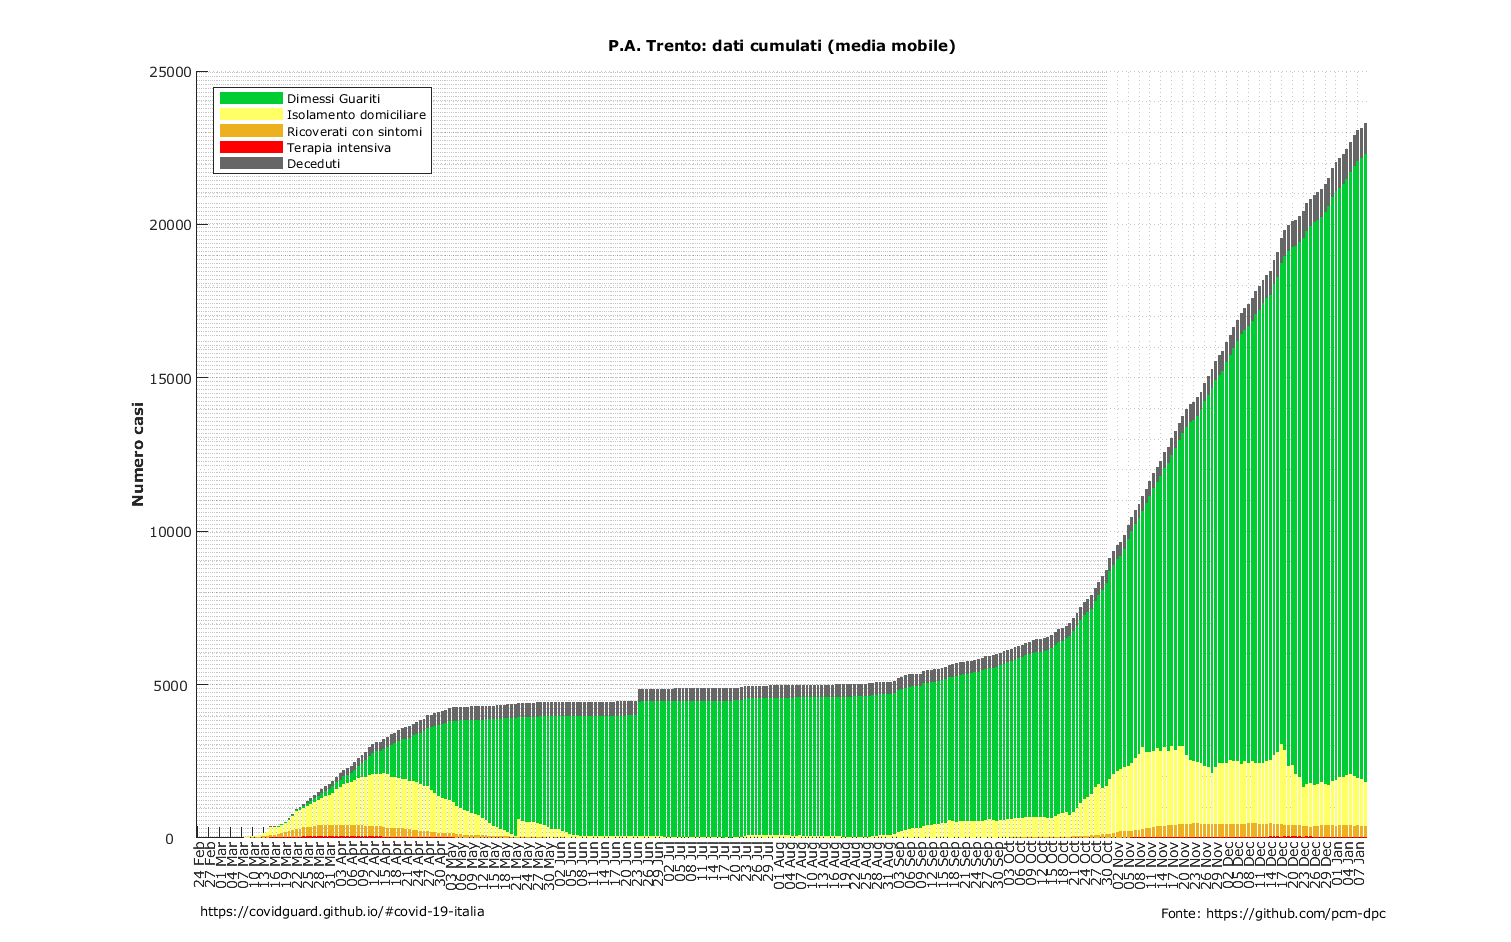 P.A. Trento: dati cumulati (media mobile)
25000
20000
15000
10000
5000
0
Numero casi
Dimessi Guariti
Isolamento domiciliare
Ricoverati con sintomi
Terapia intensiva
Deceduti
24 Feb
27 Feb
01 Mar
04 Mar
07 Mar
10 Mar
13 Mar
16 Mar
19 Mar
22 Mar
25 Mar
28 Mar
31 Mar
03 Apr
06 Apr
09 Apr
12 Apr
15 Apr
18 Apr
21 Apr
24 Apr
27 Apr
30 Apr
03 May
06 May
09 May
12 May
15 May
18 May
21 May
24 May
27 May
30 May
02 Jun
05 Jun
08 Jun
11 Jun
14 Jun
17 Jun
20 Jun
23 Jun
26 Jun
29 Jun
02 Jul
05 Jul
08 Jul
11 Jul
14 Jul
17 Jul
20 Jul
23 Jul
26 Jul
29 Jul
01 Aug
04 Aug
07 Aug
10 Aug
13 Aug
16 Aug
19 Aug
22 Aug
25 Aug
28 Aug
31 Aug
03 Sep
06 Sep
09 Sep
12 Sep
15 Sep
18 Sep
21 Sep
24 Sep
27 Sep
30 Sep
03 Oct
06 Oct
09 Oct
12 Oct
15 Oct
18 Oct
21 Oct
24 Oct
27 Oct
30 Oct
02 Nov
05 Nov
08 Nov
11 Nov
14 Nov
17 Nov
20 Nov
23 Nov
26 Nov
29 Nov
02 Dec
05 Dec
08 Dec
11 Dec
14 Dec
17 Dec
20 Dec
23 Dec
26 Dec
29 Dec
01 Jan
04 Jan
07 Jan
https://covidguard.github.io/#covid-19-italia
Fonte: https://github.com/pcm-dpc